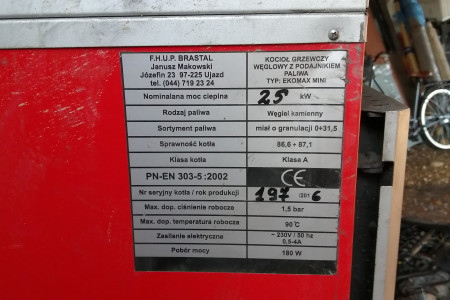 F.H.U.P. BRASTAL
Janusz Makowski
Józefin 23 97-225 Ujazd
tel. (044) 719 23 24
KOCIOŁ GRZEWCZY
WĘGLOWY Z PODAJNIKIEM
PALIWA
TYP: EKOMAX MINI
Nominalana moc cieplna 25 kW
Rodzaj paliwa Węgiel kamienny
Sortyment paliwa miał o granulacji 0÷31,5
Sprawność kotła 86,6 ÷ 87,1
Klasa kotła Klasa A
PN-EN 303-5:2002 CE
Nr seryjny kotła / rok produkcji 197 /201 6
Max. dop. ciśnienie robocze 1,5 bar
Max. dop. temperatura robocza 90°C
Zasilanie elektryczne ~ 230V / 50 hz
0,5-4A
Pobór mocy 180 W